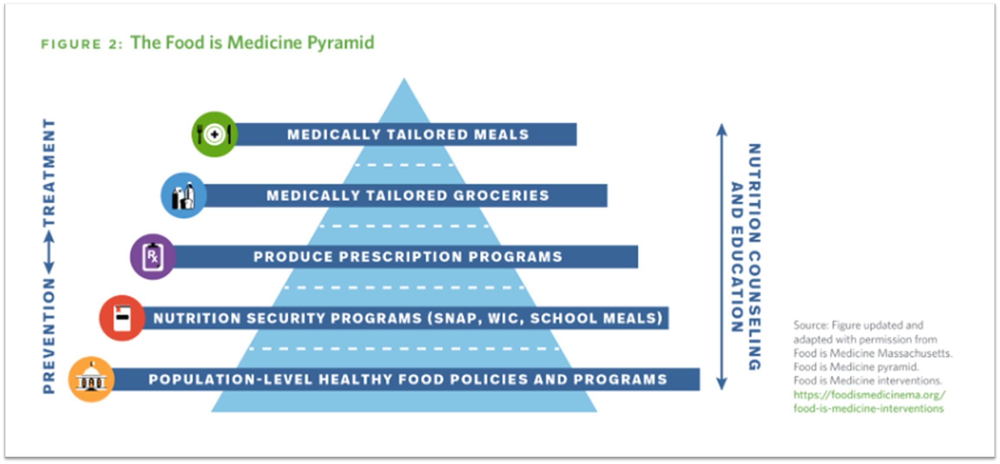 FIGURE 2: The Food is Medicine Pyramid
PREVENTION TREATMENT
MEDICALLY TAILORED MEALS
MEDICALLY TAILORED GROCERIES
Rx
PRODUCE PRESCRIPTION PROGRAMS
NUTRITION SECURITY PROGRAMS (SNAP, WIC, SCHOOL MEALS)
POPULATION-LEVEL HEALTHY FOOD POLICIES AND PROGRAMS
NUTRITION COUNSELING
AND EDUCATION
Source: Figure updated and
adapted with permission from
Food is Medicine Massachusetts.
Food is Medicine pyramid.
Food is Medicine interventions.
https://foodismedicinema.org/
food-is-medicine-interventions